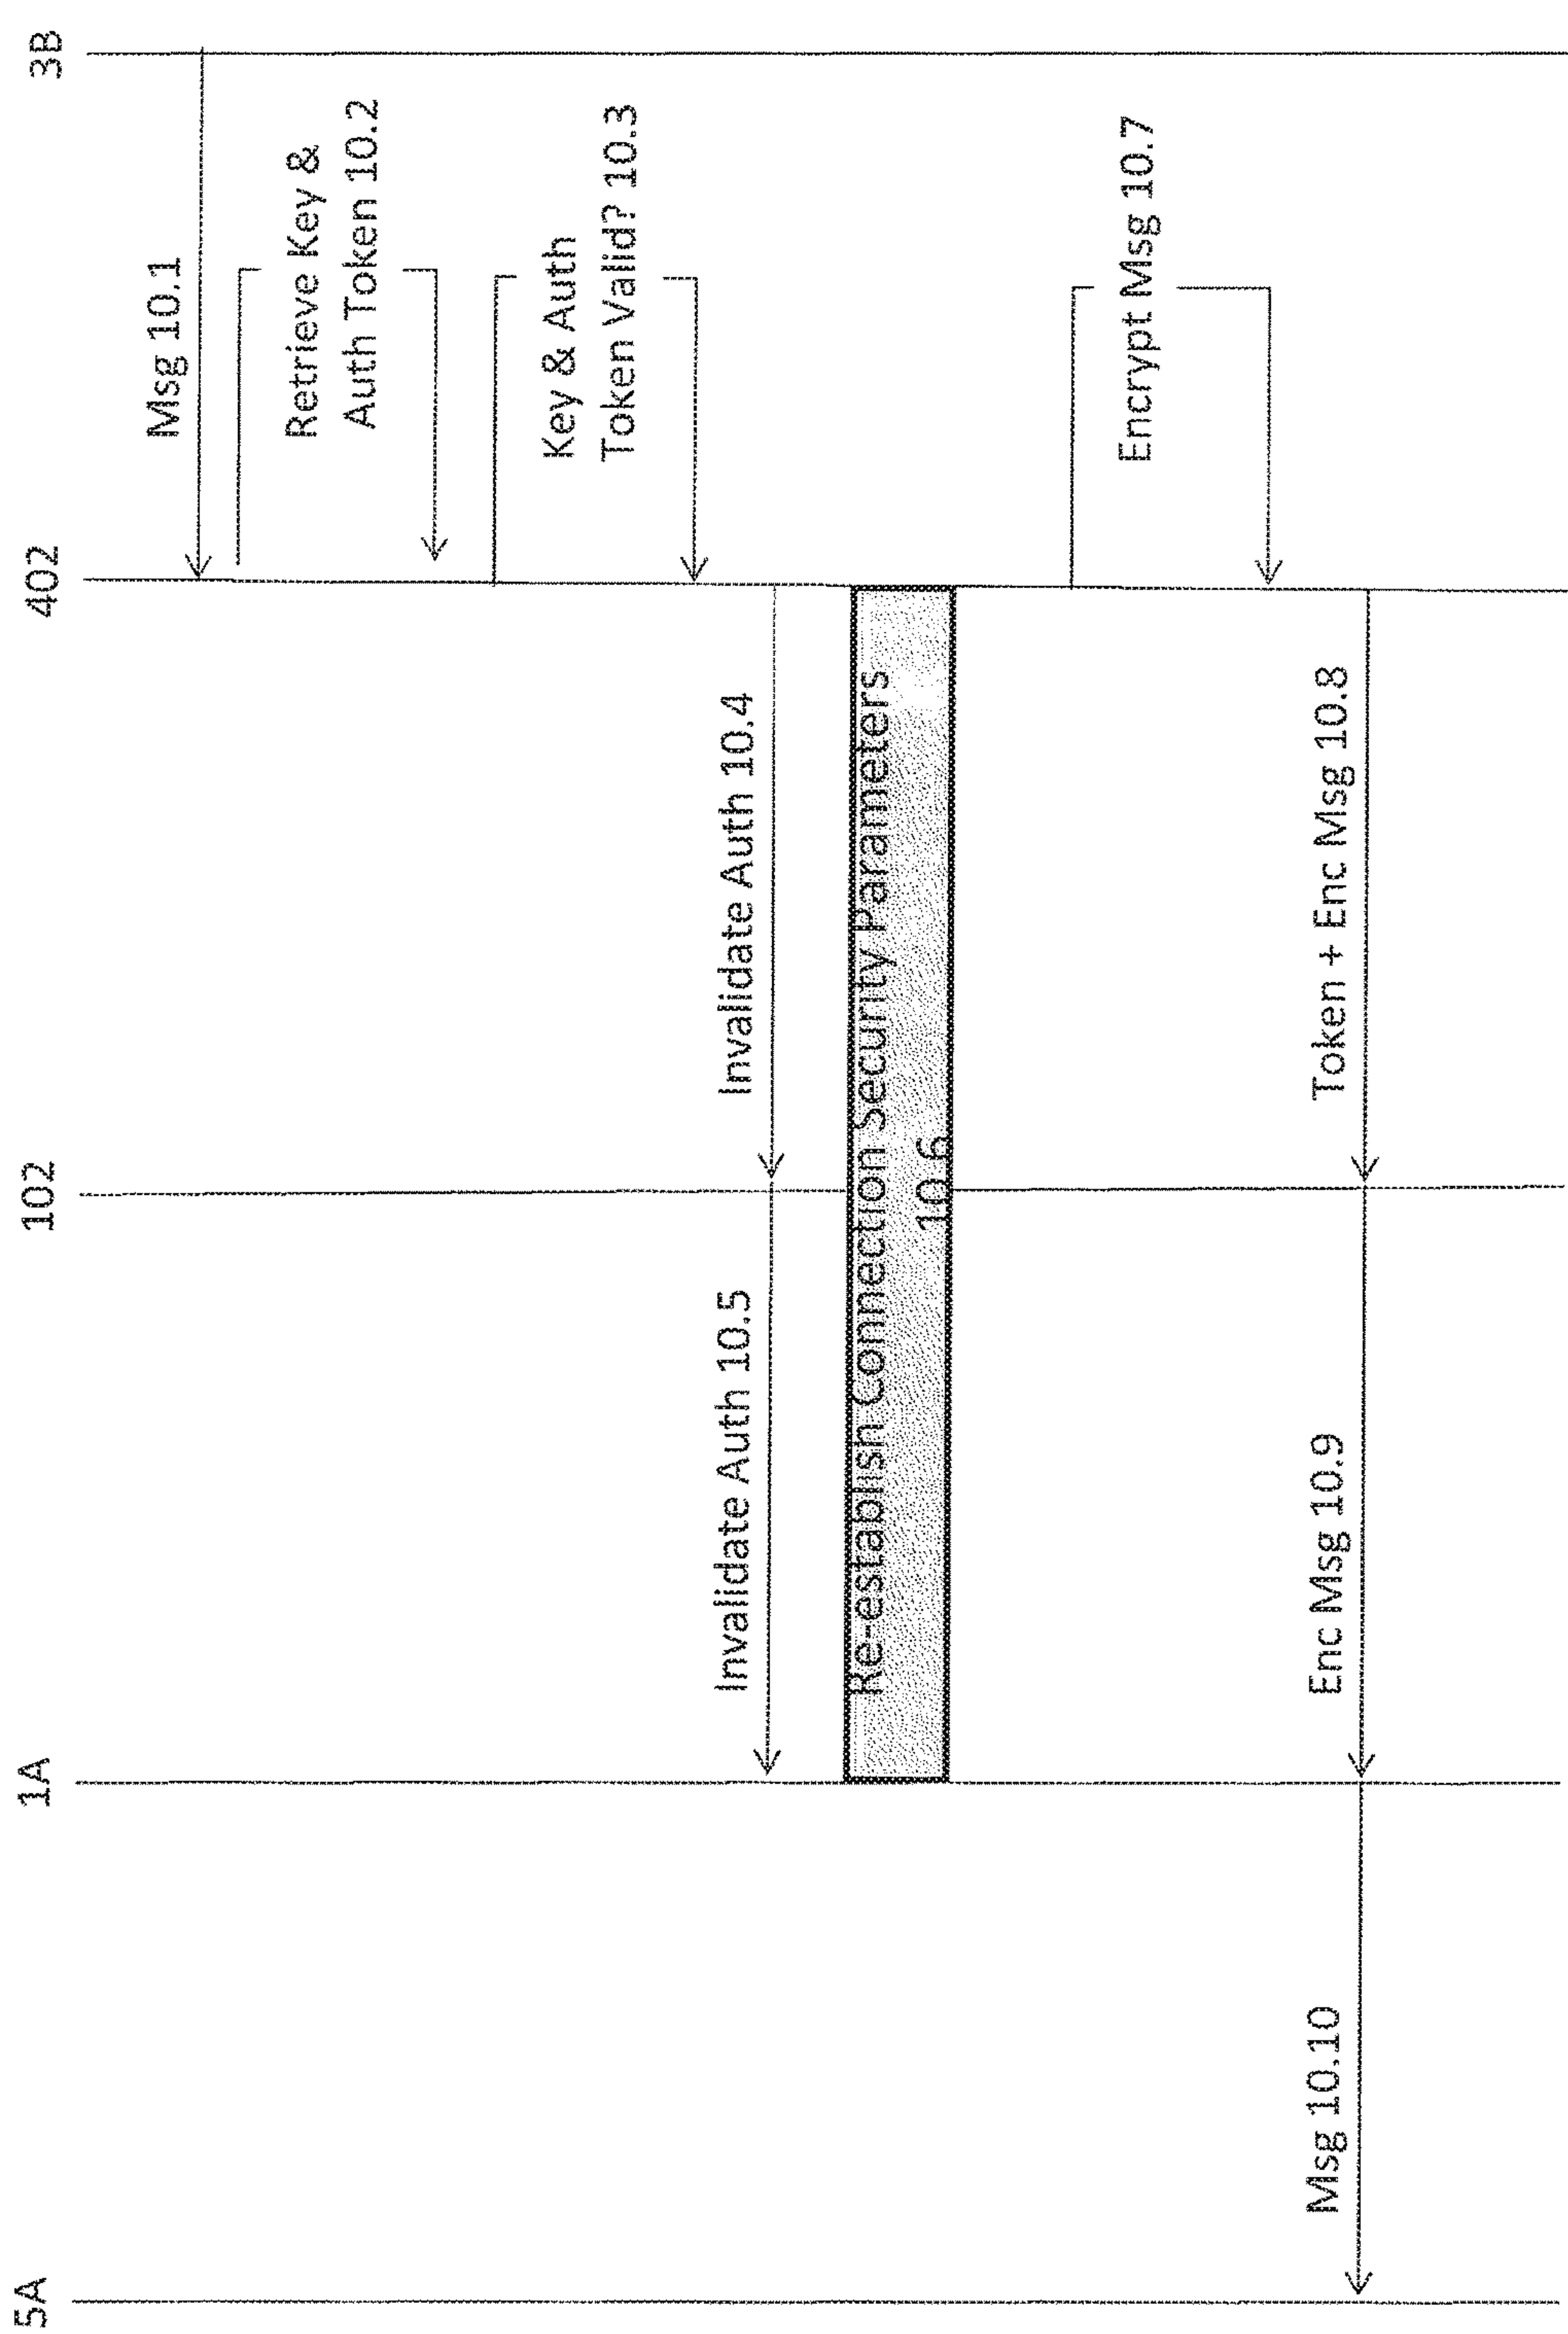 5A
1A
102
402
3B
Msg 10.1
Retrieve Key &
Auth Token 10.2
Key & Auth
Token Valid? 10.3
Invalidate Auth 10.4
Invalidate Auth 10.5
Re-establish Connection Security Parameters
10.6
Encrypt Msg 10.7
Token + Enc Msg 10.8
Enc Msg 10.9
Msg 10.10